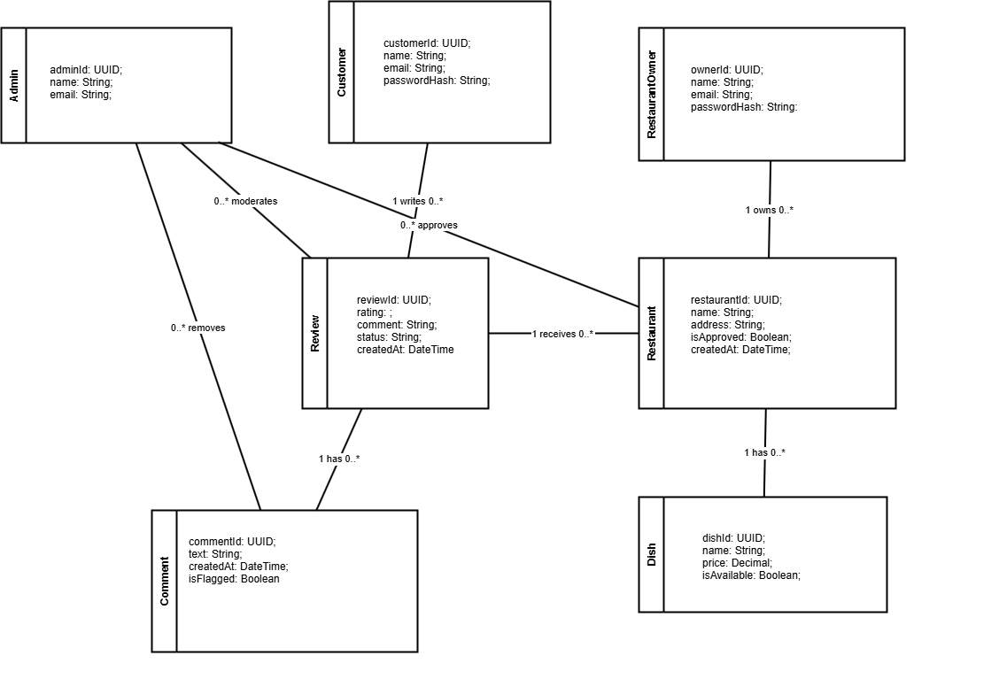 Admin
adminId: UUID;
name: String;
email: String;
Customer
customerId: UUID;
name: String;
email: String;
passwordHash: String;
RestaurantOwner
ownerId: UUID;
name: String;
email: String;
passwordHash: String:
0..* moderates
1 writes 0..*
0..* approves
1 owns 0..*
Review
reviewId: UUID;
rating: ;
comment: String;
status: String;
createdAt: DateTime
1 receives 0..*
Restaurant
restaurantId: UUID;
name: String;
address: String;
isApproved: Boolean;
createdAt: DateTime;
0..* removes
1 has 0..*
1 has 0..*
Comment
commentId: UUID;
text: String;
createdAt: DateTime;
isFlagged: Boolean
Dish
dishId: UUID;
name: String;
price: Decimal;
isAvailable: Boolean;